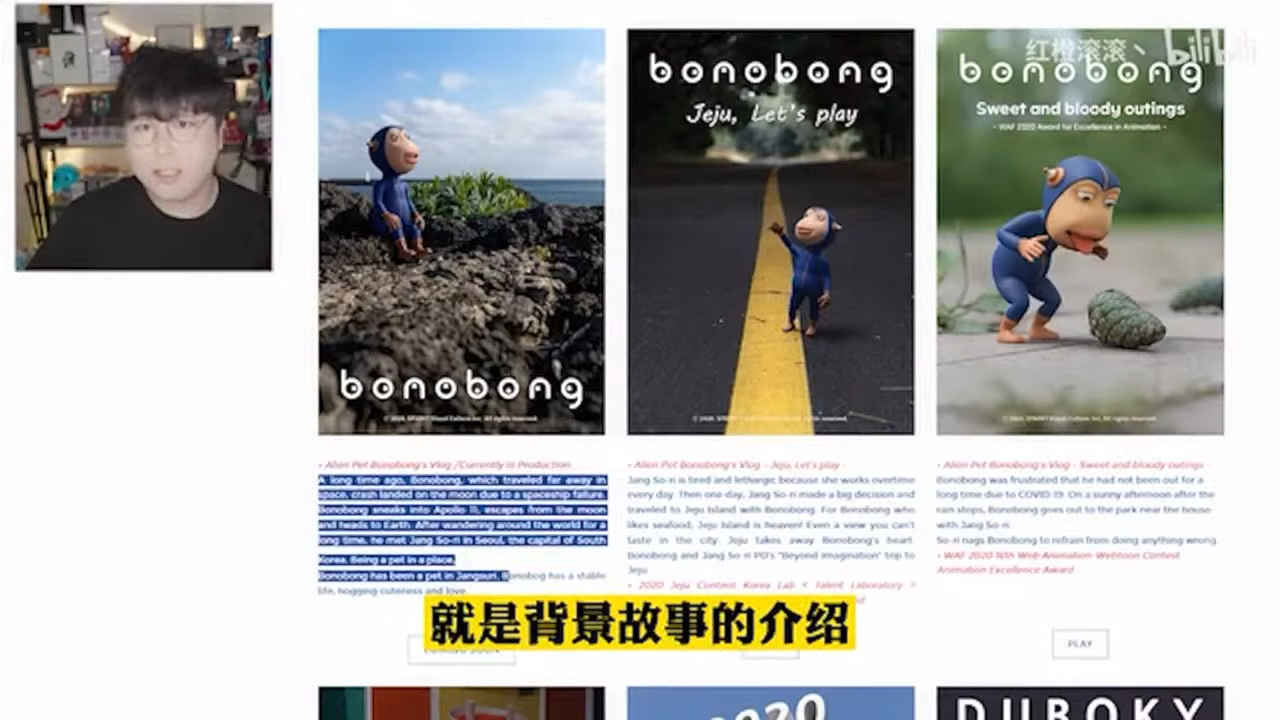 红橙滚滚丶 bilibili
bonobong
bonobong
Jeju, Let's play
bonobong
Sweet and bloody outings
- WAF 2020 Award for Excellence in Animation -
• Alien Pet Bonobong's Vlog /Currently in Production
A long time ago, Bonobong, which traveled far away in
space, crash landed on the moon due to a spaceship failure.
Bonobong sneaks into Apollo 11, escapes from the moon
and heads to Earth. After wandering around the world for a
long time, he met Jang So-ri in Seoul, the capital of South
Korea. Being a pet in a place,
Bonobong has been a pet in Jangsuri. Bonobog has a stable
life, hogging cuteness and love.
• Alien Pet Bonobong's Vlog - Jeju, Let's play -
Jang So-ri is tired and lethargic because she works overtime
every day. Then one day, Jang So-ri made a big decision and
traveled to Jeju Island with Bonobong. For Bonobong who
likes seafood, Jeju Island is heaven! Even a view you can't
taste in the city. Jeju takes away Bonobong's heart.
Bonobong and Jang So-ri PD's "Beyond imagination" trip to
Jeju
• 2020 Jeju Content Korea Lab < Talent Laboratory >
• Alien Pet Bonobong's Vlog - Sweet and bloody outings -
Bonobong was frustrated that he had not been out for a
long time due to COVID-19. On a sunny afternoon after the
rain stops, Bonobong goes out to the park near the house
with Jang So-ri.
So-ri nags Bonobong to refrain from doing anything wrong.
• WAF 2020 10th Web Animation Webtoon Contest
Animation Excellence Award
就是背景故事的介绍
PLAY
2020
DUBOKY